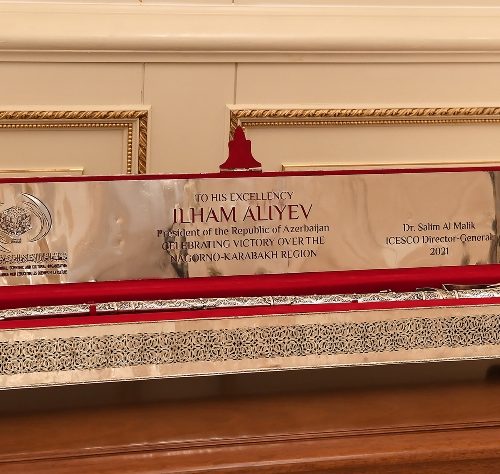 TO HIS EXCELLENCY
ILHAM ALIYEV
President of the Republic of Azerbaijan
CELEBRATING VICTORY OVER THE
NAGORNO-KARABAKH REGION
Dr. Salim Al Malik
ICESCO Director-General
2021